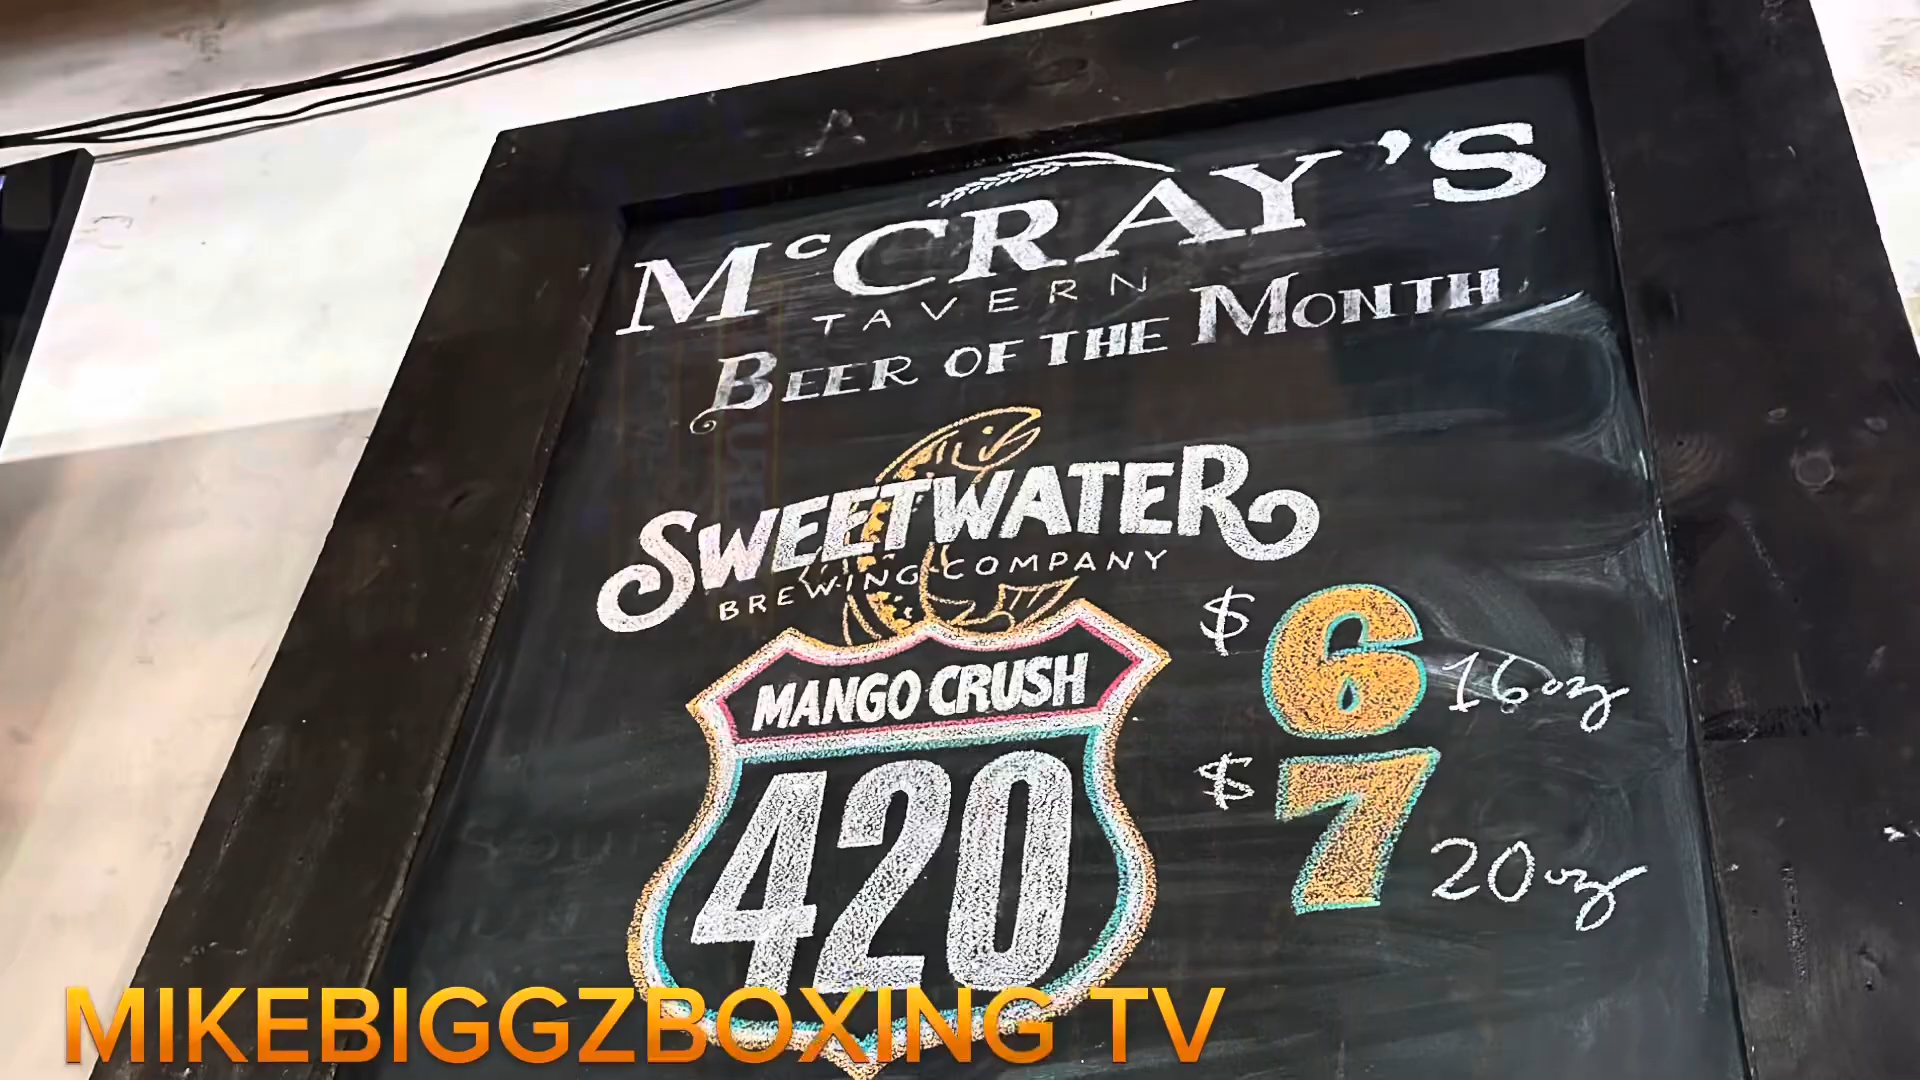 McCRAY'S
TAVERN
BEER OF THE MONTH
SWEETWATER
BREWING COMPANY
MANGO CRUSH
420
$6 16oz
$7 20oz
MIKEBIGGZBOXING TV